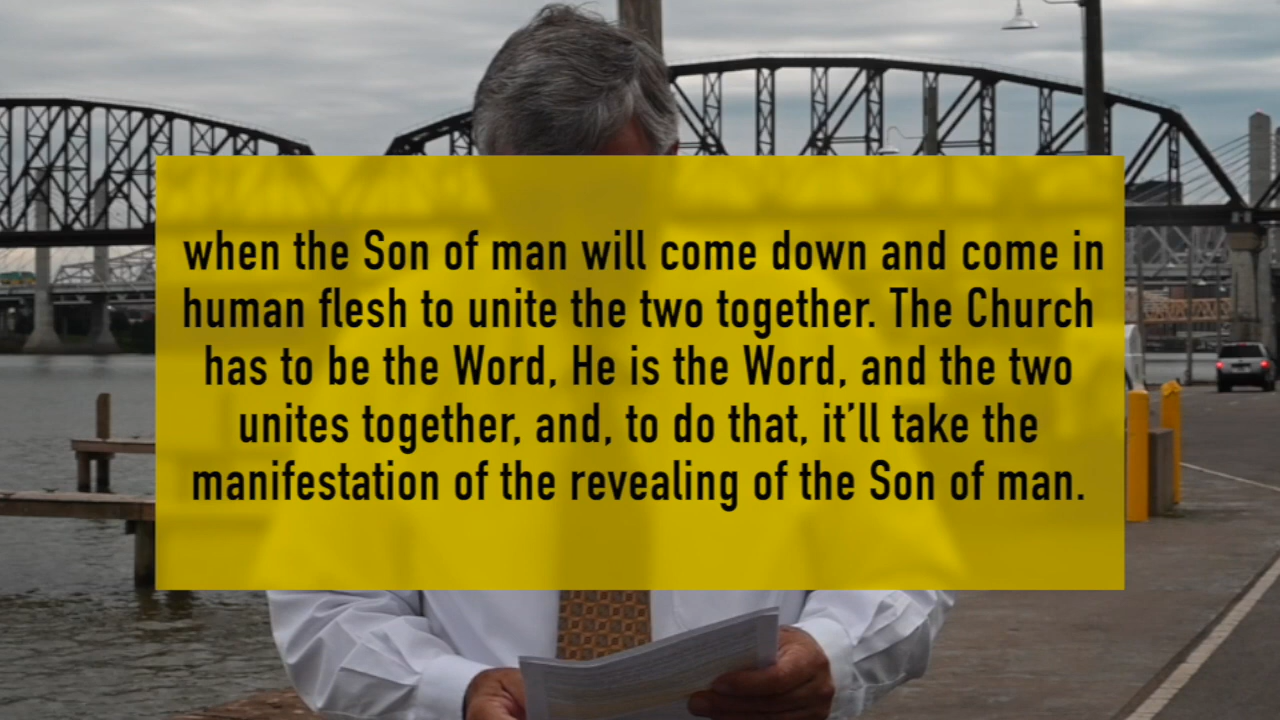 when the Son of man will come down and come in
human flesh to unite the two together. The Church
has to be the Word, He is the Word, and the two
unites together, and, to do that, it’ll take the
manifestation of the revealing of the Son of man.